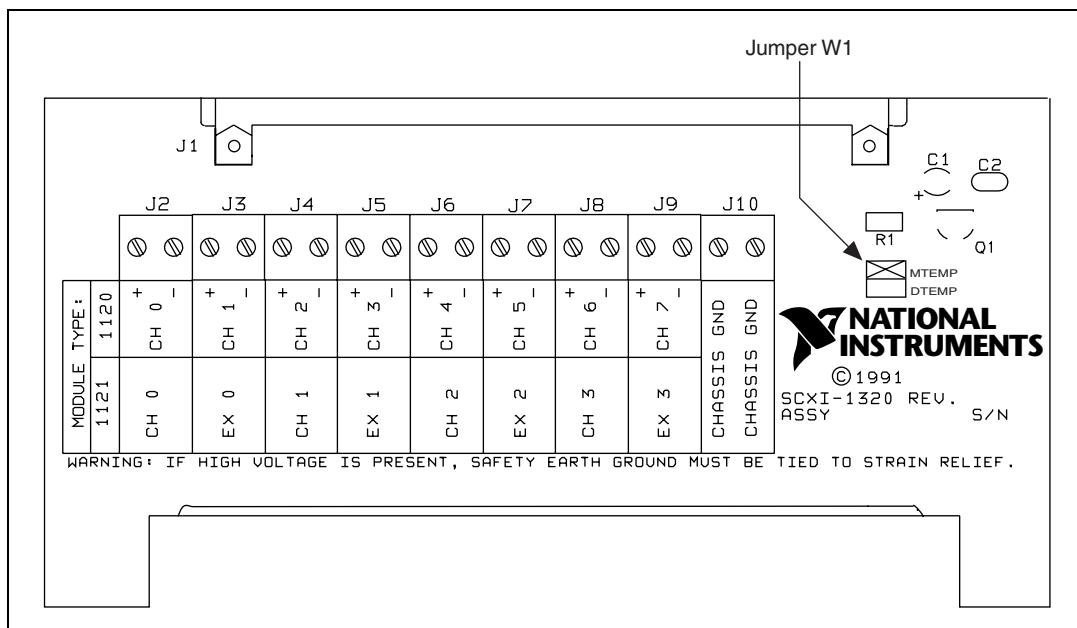 Jumper W1
J1
C1
C2
+
J2 J3 J4 J5 J6 J7 J8 J9 J10
R1
Q1
MTEMP
DTEMP
MODULE TYPE:
1120
+ CH 0 −
+ CH 1 −
+ CH 2 −
+ CH 3 −
+ CH 4 −
+ CH 5 −
+ CH 6 −
+ CH 7 −
1121
CH 0
EX 0
CH 1
EX 1
CH 2
EX 2
CH 3
EX 3
CHASSIS GND
CHASSIS GND
NATIONAL
INSTRUMENTS
©1991
SCXI-1320 REV.
ASSY S/N
WARNING: IF HIGH VOLTAGE IS PRESENT, SAFETY EARTH GROUND MUST BE TIED TO STRAIN RELIEF.